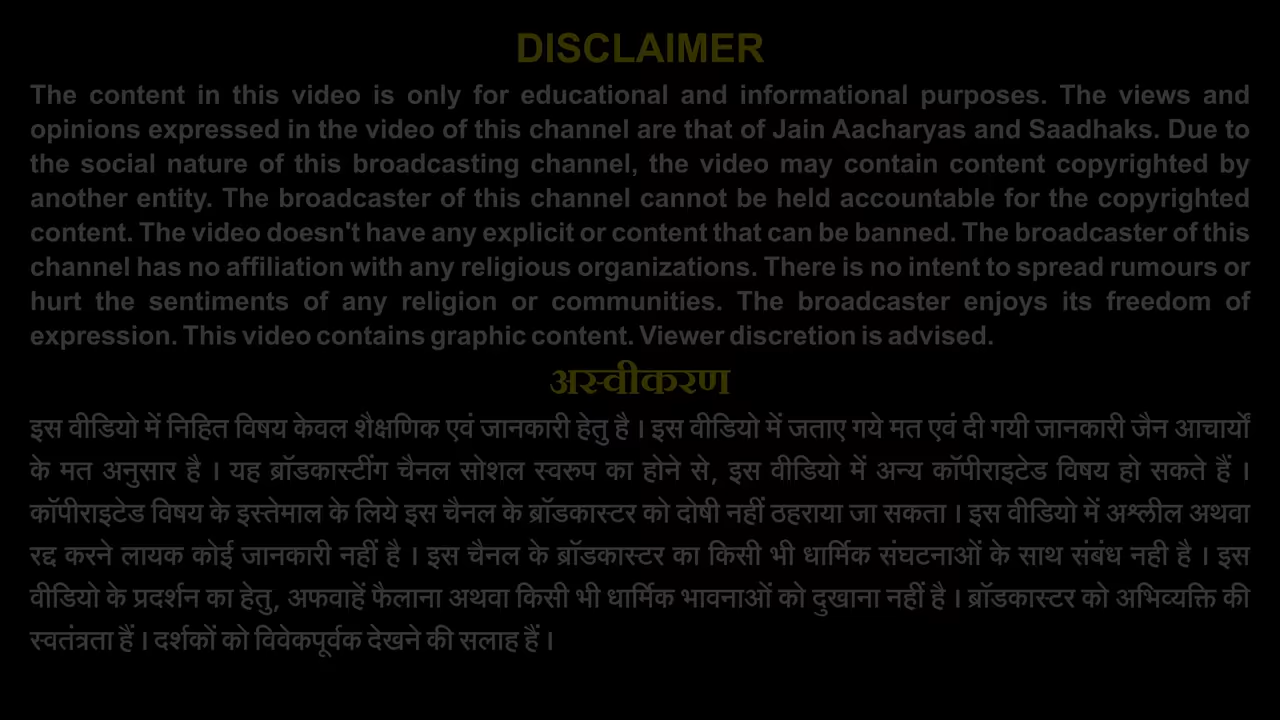 DISCLAIMER
The content in this video is only for educational and informational purposes. The views and
opinions expressed in the video of this channel are that of Jain Aacharyas and Saadhaks. Due to
the social nature of this broadcasting channel, the video may contain content copyrighted by
another entity. The broadcaster of this channel cannot be held accountable for the copyrighted
content. The video doesn't have any explicit or content that can be banned. The broadcaster of this
channel has no affiliation with any religious organizations. There is no intent to spread rumours or
hurt the sentiments of any religion or communities. The broadcaster enjoys its freedom of
expression. This video contains graphic content. Viewer discretion is advised.
अस्वीकरण
इस वीडियो में निहित विषय केवल शैक्षणिक एवं जानकारी हेतु है । इस वीडियो में जताए गये मत एवं दी गयी जानकारी जैन आचार्यों
के मत अनुसार है । यह ब्रॉडकास्टींग चैनल सोशल स्वरुप का होने से, इस वीडियो में अन्य कॉपीराइटेड विषय हो सकते हैं ।
कॉपीराइटेड विषय के इस्तेमाल के लिये इस चैनल के ब्रॉडकास्टर को दोषी नहीं ठहराया जा सकता । इस वीडियो में अश्लील अथवा
रद्द करने लायक कोई जानकारी नहीं है । इस चैनल के ब्रॉडकास्टर का किसी भी धार्मिक संघटनाओं के साथ संबंध नही है । इस
वीडियो के प्रदर्शन का हेतु, अफवाहें फैलाना अथवा किसी भी धार्मिक भावनाओं को दुखाना नहीं है । ब्रॉडकास्टर को अभिव्यक्ति की
स्वतंत्रता हैं । दर्शकों को विवेकपूर्वक देखने की सलाह हैं ।